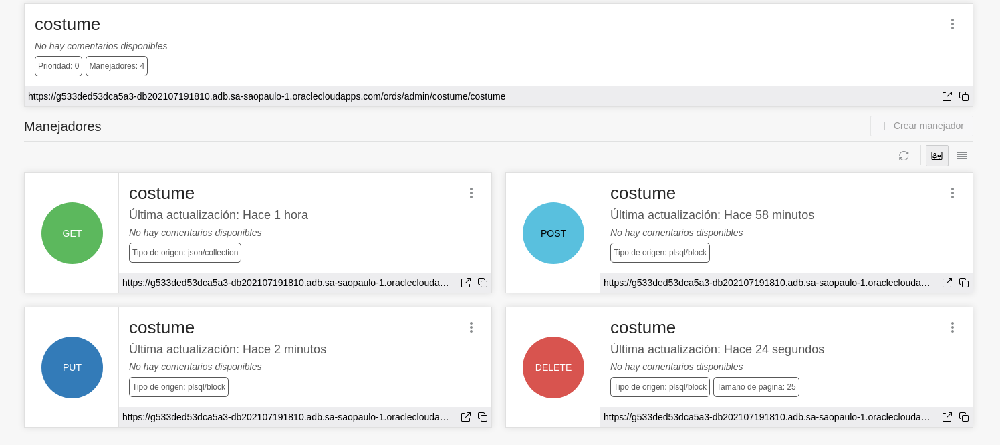 costume
No hay comentarios disponibles
Prioridad: 0 Manejadores: 4
https://g533ded53dca5a3-db202107191810.adb.sa-saopaulo-1.oraclecloudapps.com/ords/admin/costume/costume
Manejadores
Crear manejador
GET
costume
Última actualización: Hace 1 hora
No hay comentarios disponibles
Tipo de origen: json/collection
https://g533ded53dca5a3-db202107191810.adb.sa-saopaulo-1.oracleclouda…
POST
costume
Última actualización: Hace 58 minutos
No hay comentarios disponibles
Tipo de origen: plsql/block
https://g533ded53dca5a3-db202107191810.adb.sa-saopaulo-1.oracleclouda…
PUT
costume
Última actualización: Hace 2 minutos
No hay comentarios disponibles
Tipo de origen: plsql/block
https://g533ded53dca5a3-db202107191810.adb.sa-saopaulo-1.oracleclouda…
DELETE
costume
Última actualización: Hace 24 segundos
No hay comentarios disponibles
Tipo de origen: plsql/block Tamaño de página: 25
https://g533ded53dca5a3-db202107191810.adb.sa-saopaulo-1.oracleclouda…